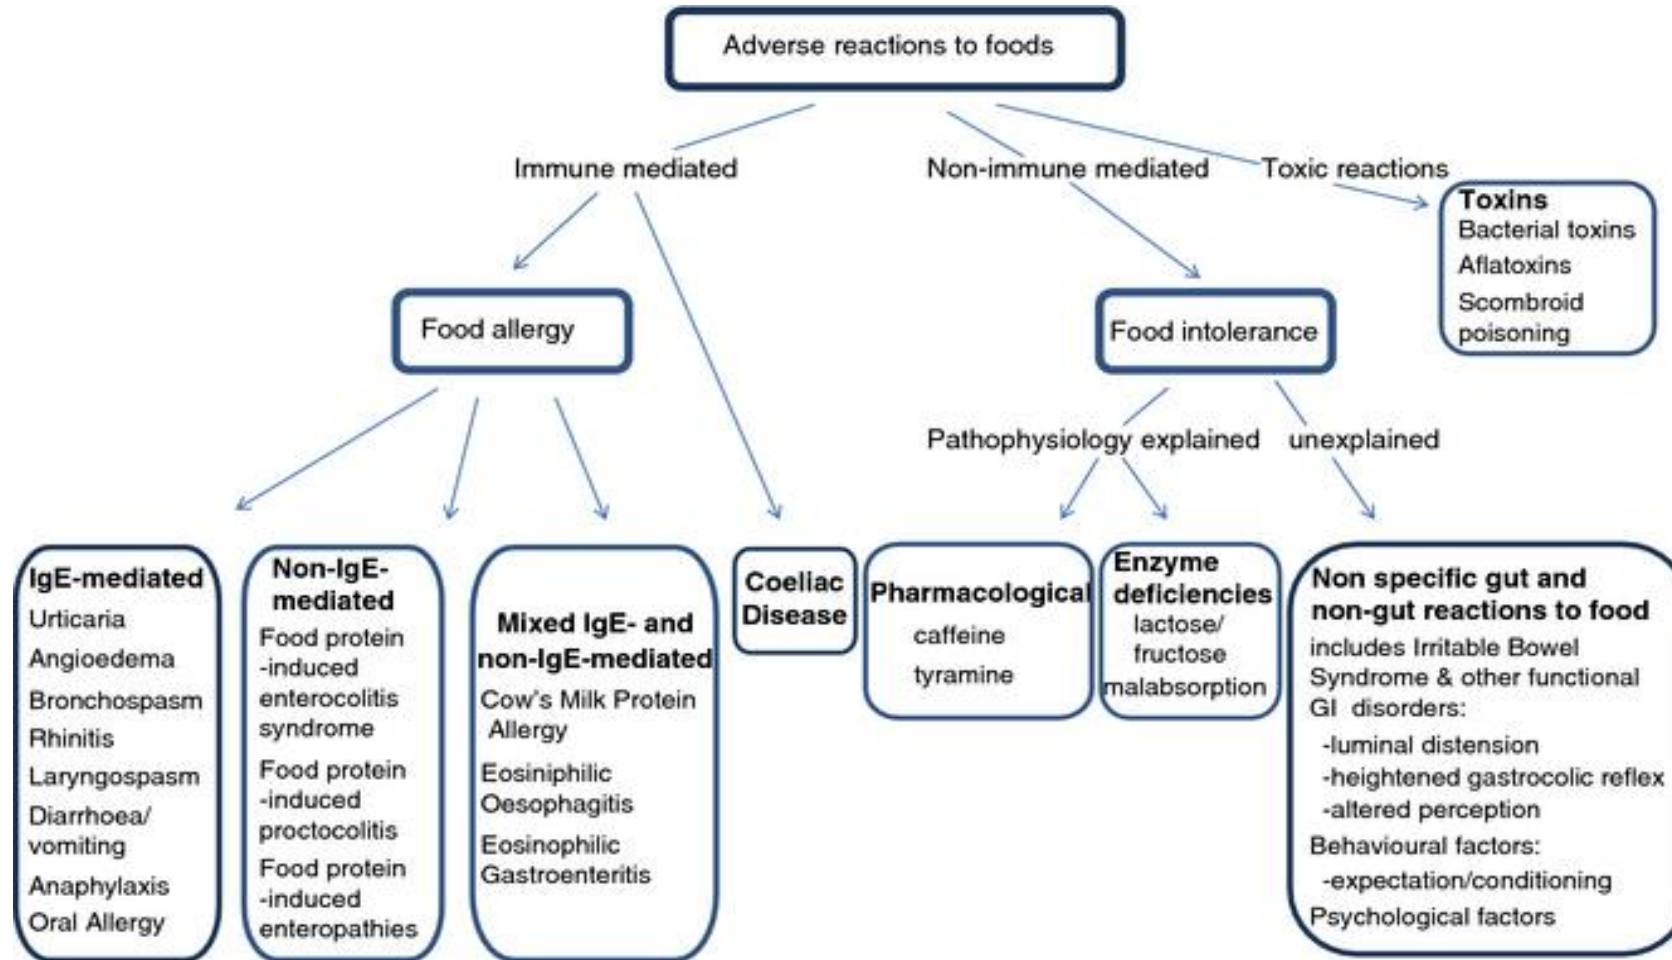 Adverse reactions to foods
Immune mediated
Non-immune mediated
Toxic reactions
Toxins
Bacterial toxins
Aflatoxins
Scombroid
poisoning
Food allergy
Food intolerance
Pathophysiology explained
unexplained
IgE-mediated
Urticaria
Angioedema
Bronchospasm
Rhinitis
Laryngospasm
Diarrhoea/
vomiting
Anaphylaxis
Oral Allergy
Non-IgE-
mediated
Food protein
-induced
enterocolitis
syndrome
Food protein
-induced
proctocolitis
Food protein
-induced
enteropathies
Mixed IgE- and
non-IgE-mediated
Cow's Milk Protein
Allergy
Eosiniphilic
Oesophagitis
Eosinophilic
Gastroenteritis
Coeliac
Disease
Pharmacological
caffeine
tyramine
Enzyme
deficiencies
lactose/
fructose
malabsorption
Non specific gut and
non-gut reactions to food
includes Irritable Bowel
Syndrome & other functional
GI disorders:
-luminal distension
-heightened gastrocolic reflex
-altered perception
Behavioural factors:
-expectation/conditioning
Psychological factors